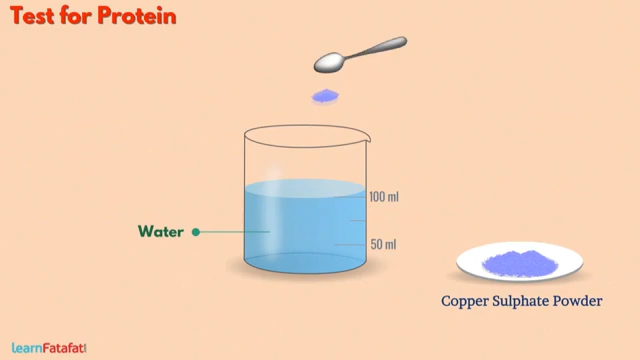 Test for Protein
100 ml
Water
50 ml
Copper Sulphate Powder
learnFatafat